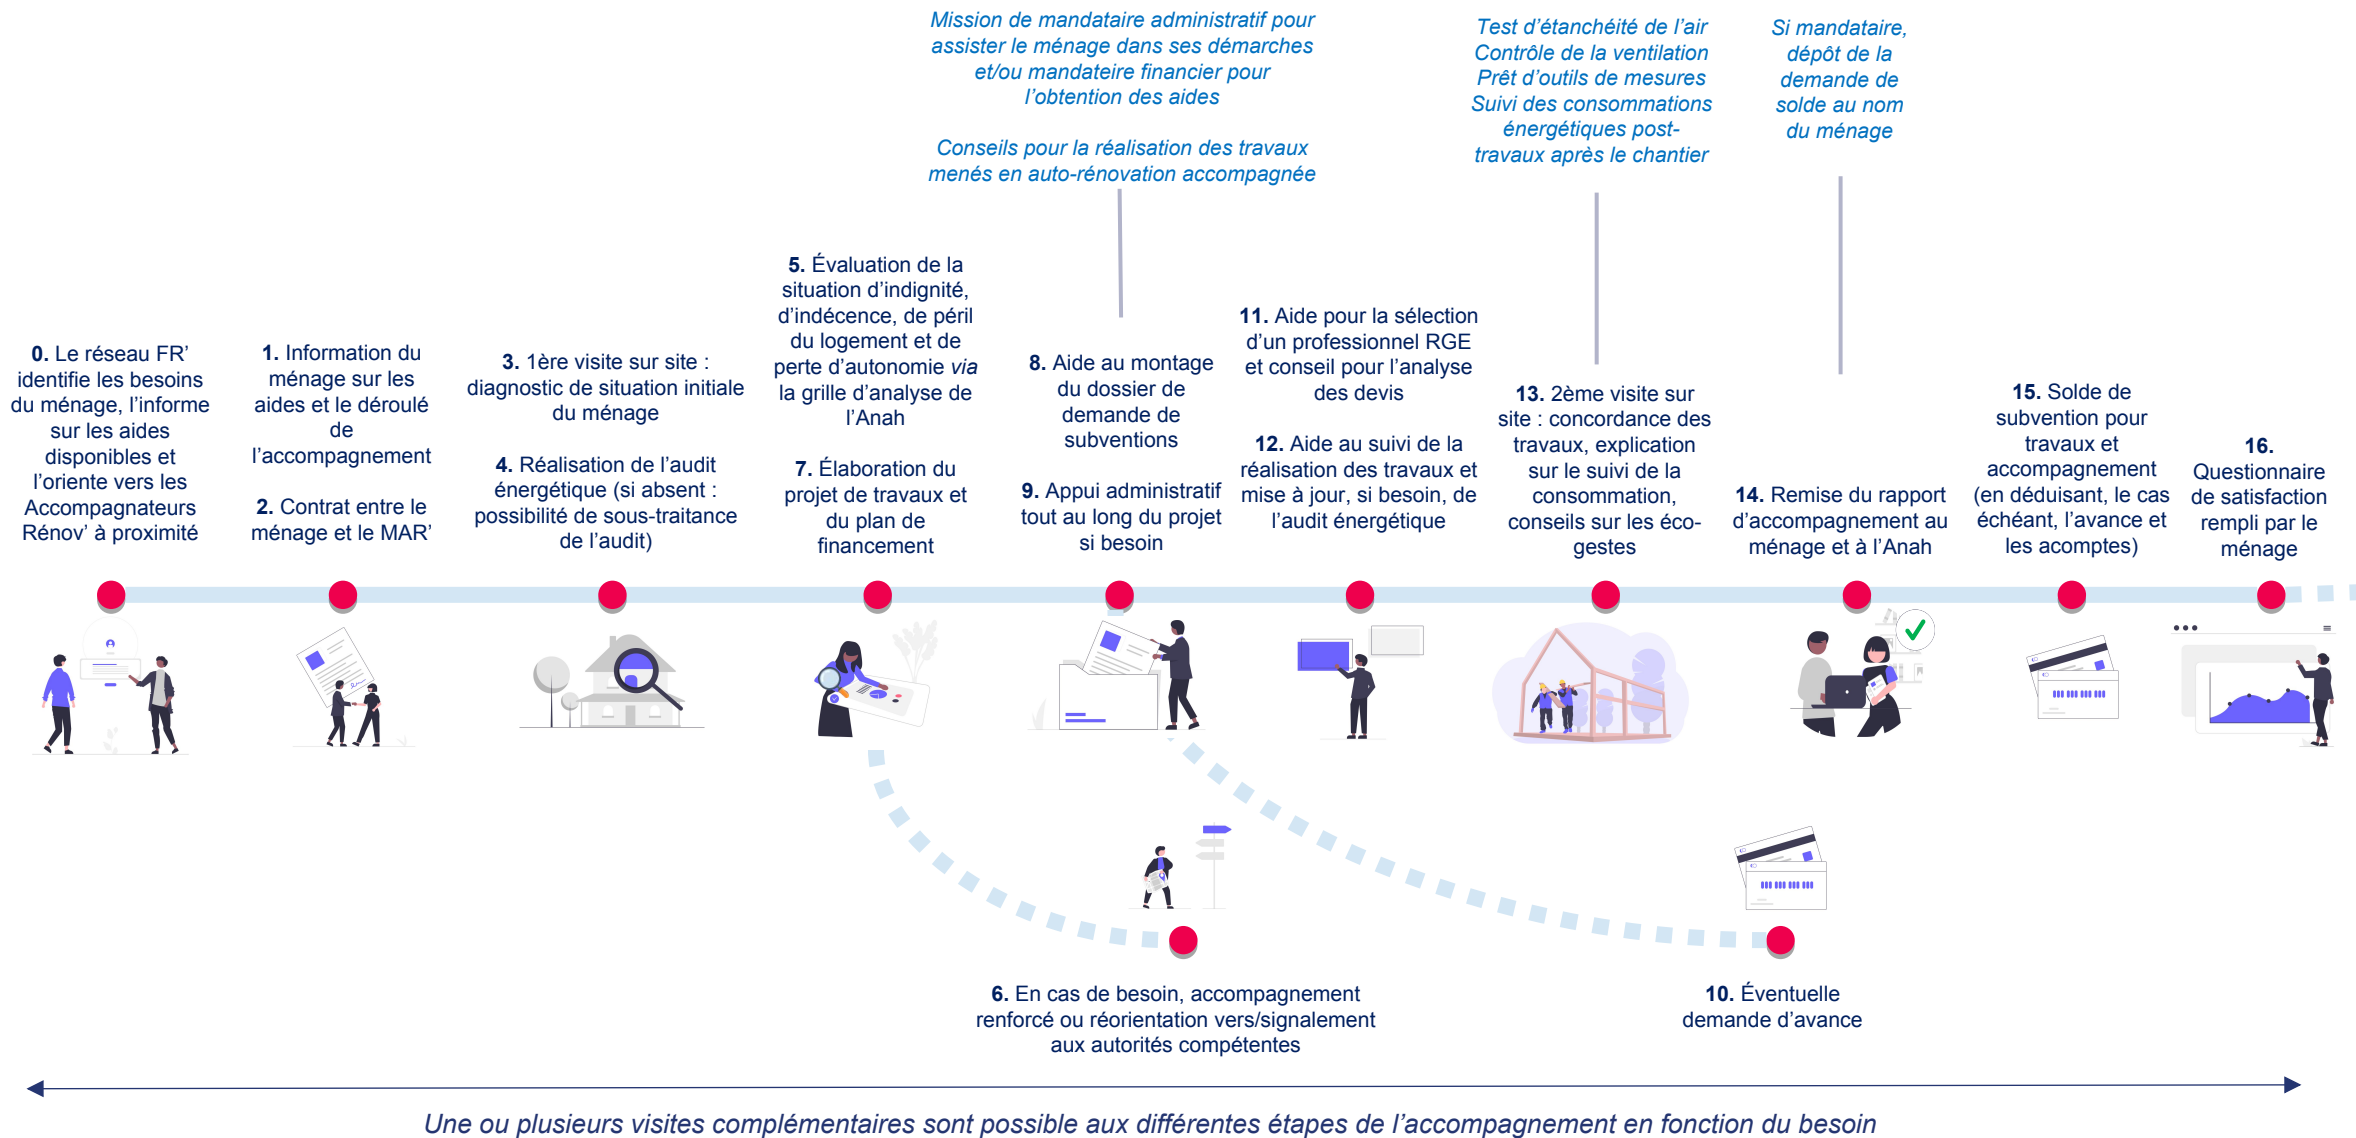 Mission de mandataire administratif pour
assister le ménage dans ses démarches
et/ou mandateire financier pour
l’obtention des aides
Conseils pour la réalisation des travaux
menés en auto-rénovation accompagnée
Test d’étanchéité de l’air
Contrôle de la ventilation
Prêt d’outils de mesures
Suivi des consommations
énergétiques post-
travaux après le chantier
Si mandataire,
dépôt de la
demande de
solde au nom
du ménage
0. Le réseau FR’
identifie les besoins
du ménage, l’informe
sur les aides
disponibles et
l’oriente vers les
Accompagnateurs
Rénov’ à proximité
1. Information du
ménage sur les
aides et le déroulé
de
l’accompagnement
2. Contrat entre le
ménage et le MAR’
3. 1ère visite sur site :
diagnostic de situation initiale
du ménage
4. Réalisation de l’audit
énergétique (si absent :
possibilité de sous-traitance
de l’audit)
5. Évaluation de la
situation d’indignité,
d’indécence, de péril
du logement et de
perte d’autonomie via
la grille d’analyse de
l’Anah
7. Élaboration du
projet de travaux et
du plan de
financement
8. Aide au montage
du dossier de
demande de
subventions
9. Appui administratif
tout au long du projet
si besoin
11. Aide pour la sélection
d’un professionnel RGE
et conseil pour l’analyse
des devis
12. Aide au suivi de la
réalisation des travaux et
mise à jour, si besoin, de
l’audit énergétique
13. 2ème visite sur
site : concordance des
travaux, explication
sur le suivi de la
consommation,
conseils sur les éco-
gestes
14. Remise du rapport
d’accompagnement au
ménage et à l’Anah
15. Solde de
subvention pour
travaux et
accompagnement
(en déduisant, le cas
échéant, l’avance et
les acomptes)
16.
Questionnaire
de satisfaction
rempli par le
ménage
6. En cas de besoin, accompagnement
renforcé ou réorientation vers/signalement
aux autorités compétentes
10. Éventuelle
demande d’avance
Une ou plusieurs visites complémentaires sont possible aux différentes étapes de l’accompagnement en fonction du besoin